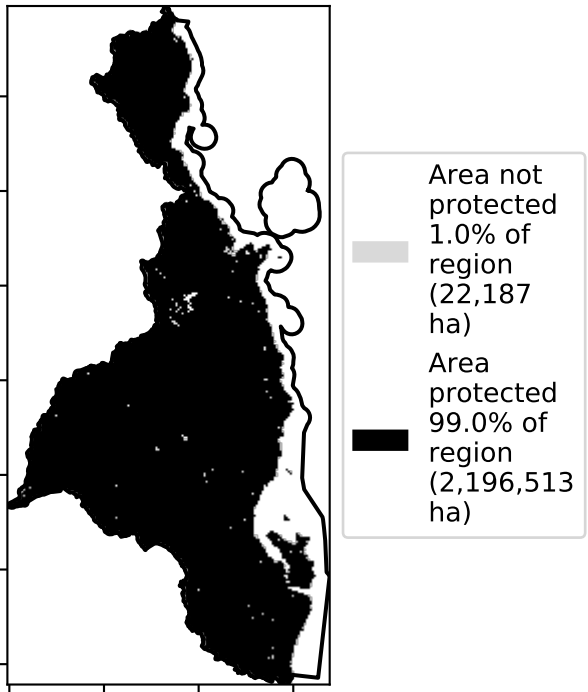 Area not
protected
1.0% of
region
(22,187
ha)
Area
protected
99.0% of
region
(2,196,513
ha)